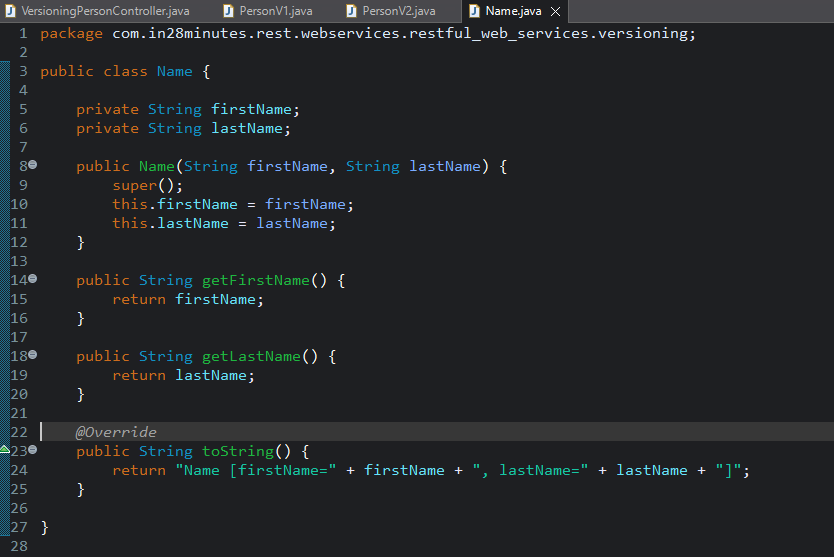 VersioningPersonController.java PersonV1.java PersonV2.java Name.java
1 package com.in28minutes.rest.webservices.restful_web_services.versioning;
2
3 public class Name {
4
5     private String firstName;
6     private String lastName;
7
8     public Name(String firstName, String lastName) {
9         super();
10         this.firstName = firstName;
11         this.lastName = lastName;
12     }
13
14     public String getFirstName() {
15         return firstName;
16     }
17
18     public String getLastName() {
19         return lastName;
20     }
21
22     @Override
23     public String toString() {
24         return "Name [firstName=" + firstName + ", lastName=" + lastName + "]";
25     }
26
27 }
28